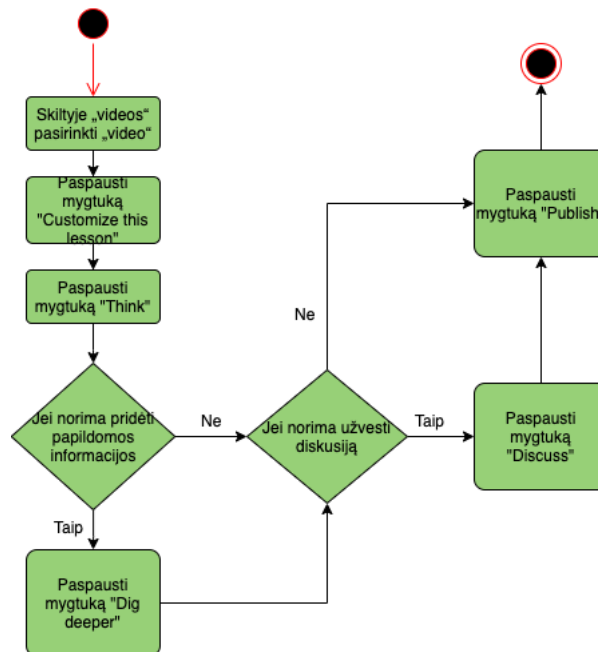 Skiltyje „videos“
pasirinkti „video“
Paspausti
mygtuką
"Customize this
lesson"
Paspausti
mygtuką "Think"
Jei norima pridėti
papildomos
informacijos
Ne
Taip
Paspausti
mygtuką "Dig
deeper"
Jei norima užvesti
diskusiją
Ne
Taip
Paspausti
mygtuką
"Discuss"
Paspausti
mygtuką "Publish